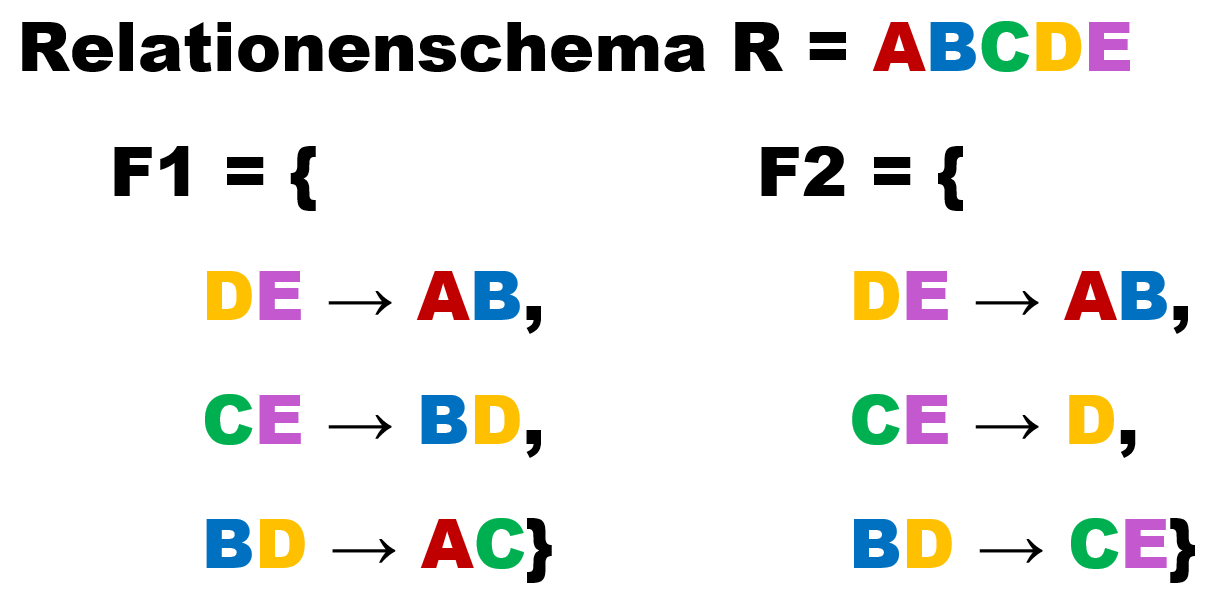 Relationenschema R = ABCDE
F1 = {
F2 = {
DE → AB,
DE → AB,
CE → BD,
CE → D,
BD → AC}
BD → CE}